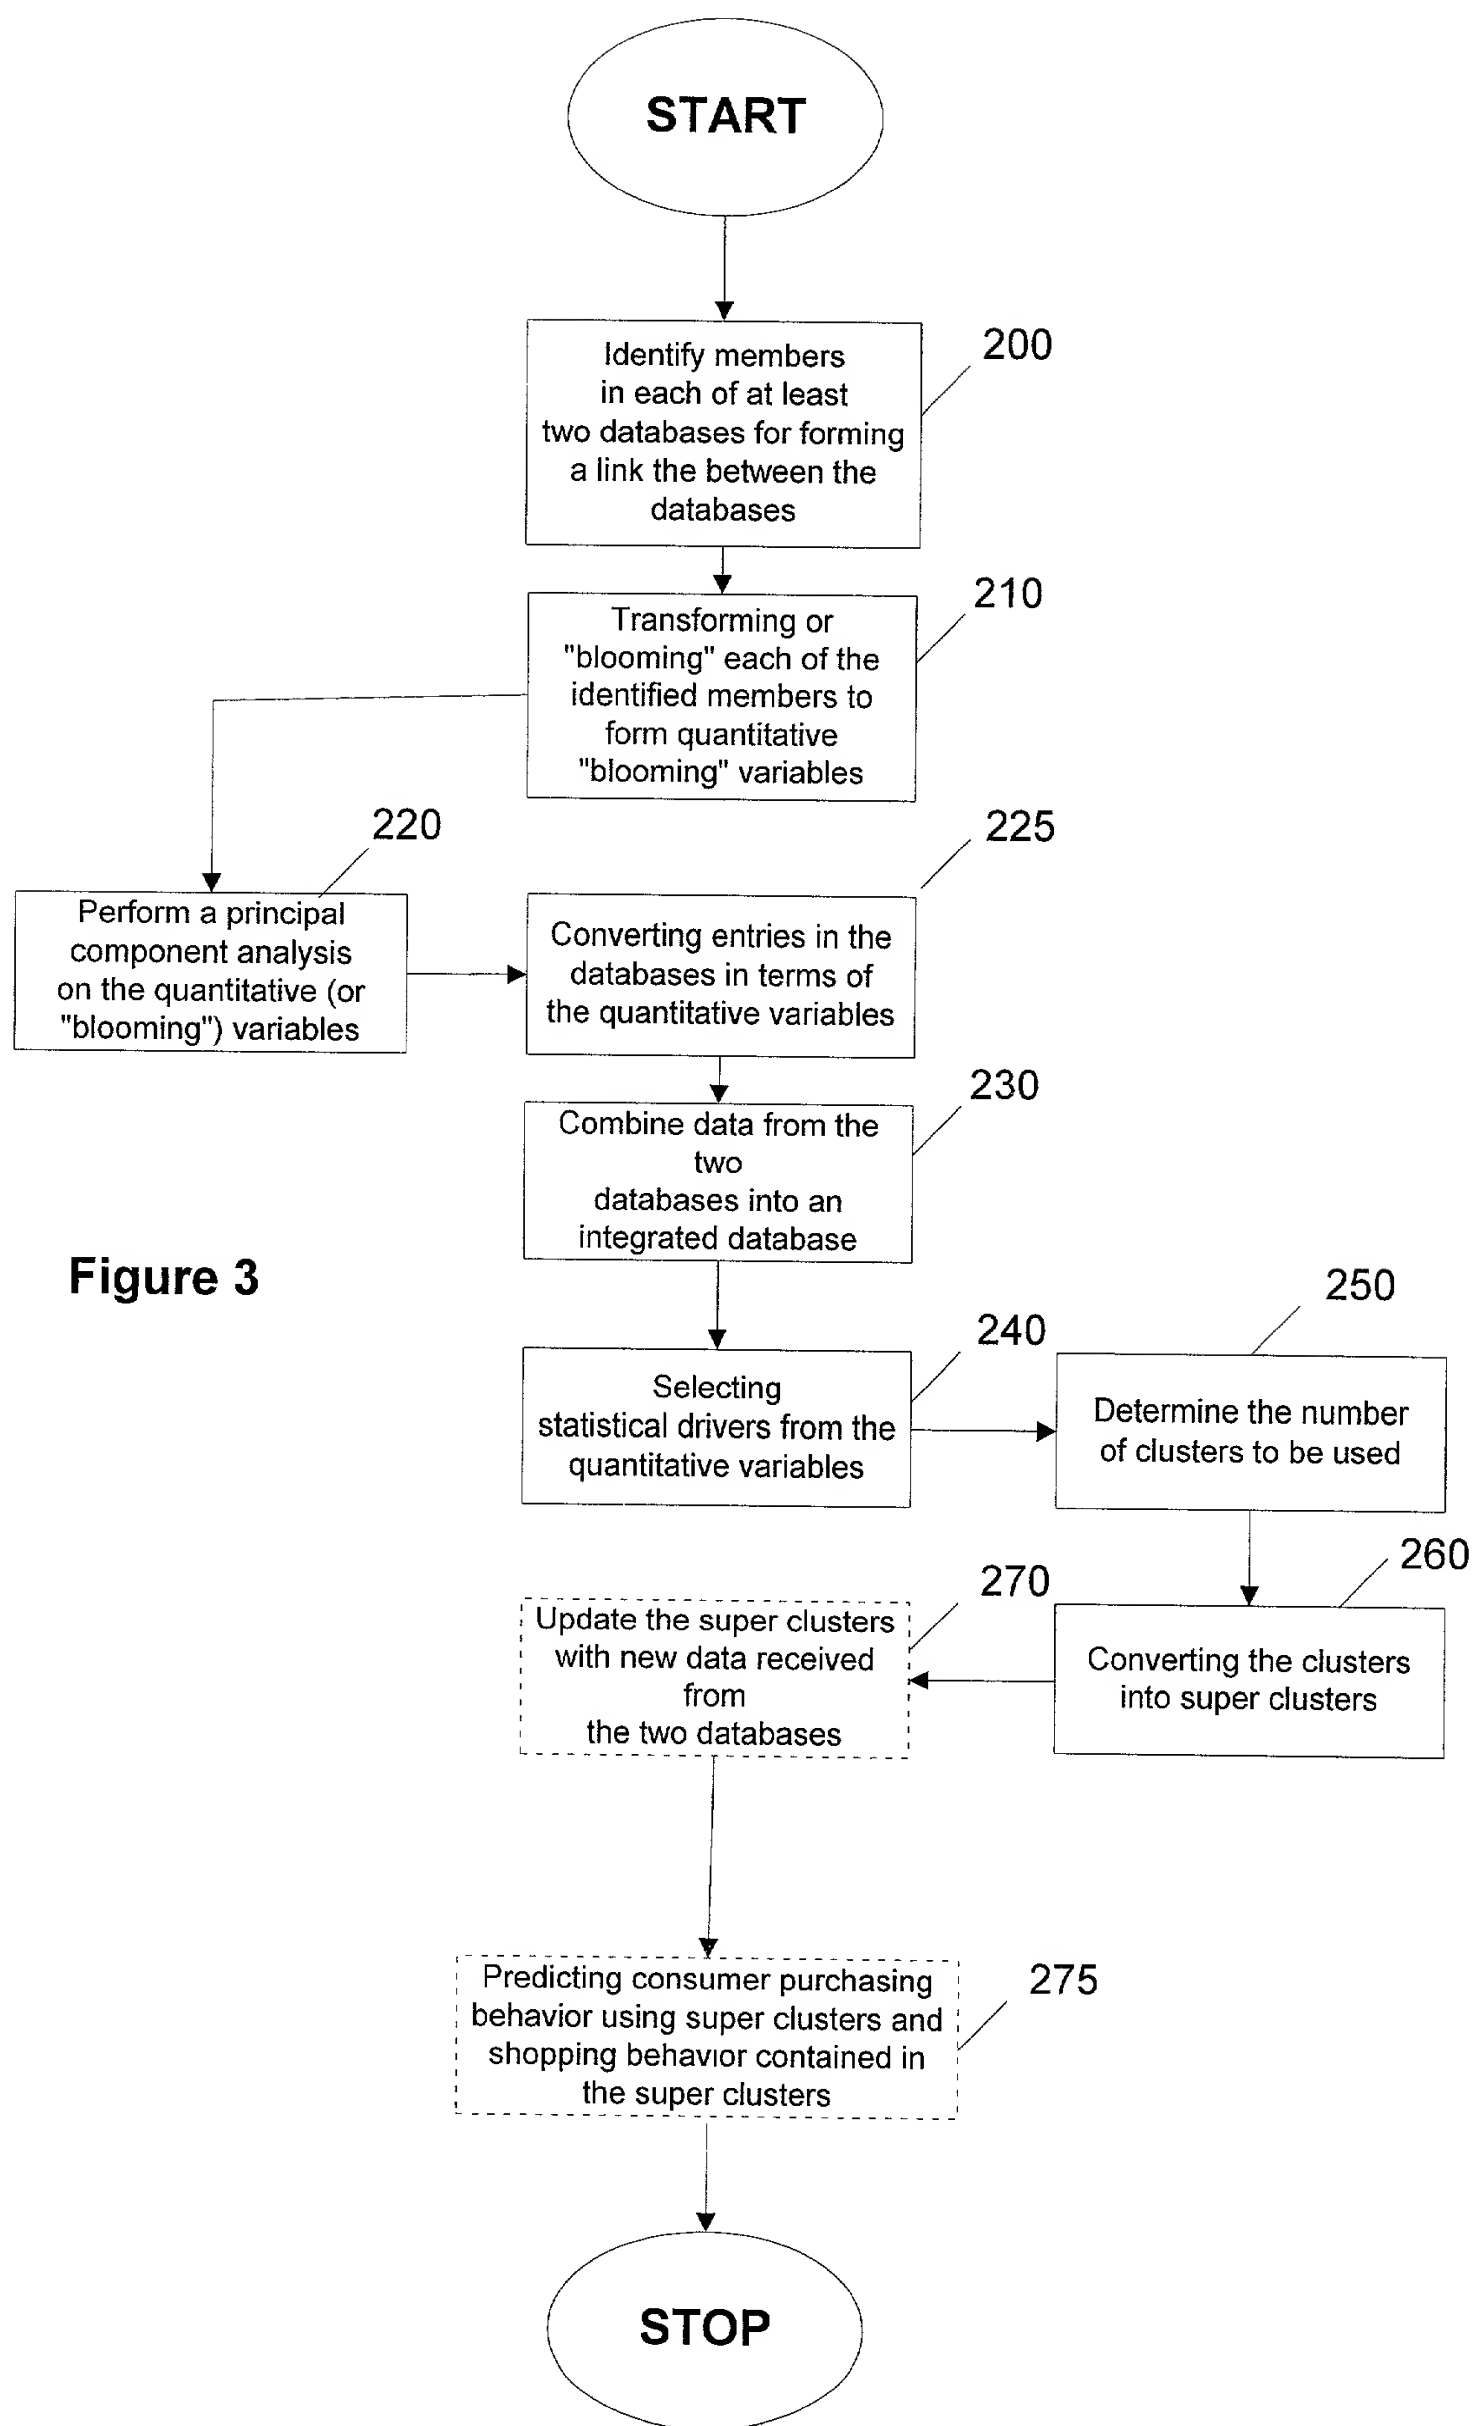 START
200
Identify members
in each of at least
two databases for forming
a link the between the
databases
210
Transforming or
"blooming" each of the
identified members to
form quantitative
"blooming" variables
220
Perform a principal
component analysis
on the quantitative (or
"blooming") variables
225
Converting entries in the
databases in terms of
the quantitative variables
230
Combine data from the
two
databases into an
integrated database
Figure 3
240
Selecting
statistical drivers from the
quantitative variables
250
Determine the number
of clusters to be used
260
Converting the clusters
into super clusters
270
Update the super clusters
with new data received
from
the two databases
275
Predicting consumer purchasing
behavior using super clusters and
shopping behavior contained in
the super clusters
STOP